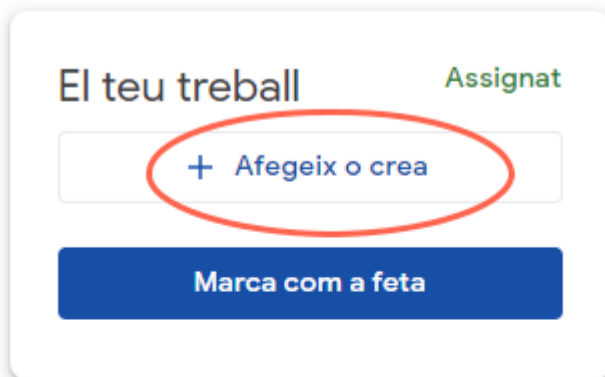 El teu treball
Assignat
+ Afegeix o crea
Marca com a feta